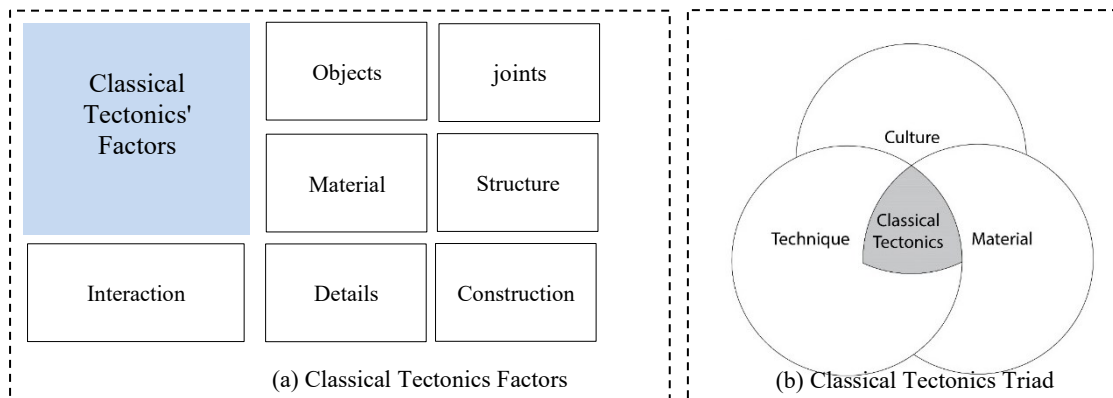 Classical
Tectonics'
Factors
Objects
joints
Material
Structure
Interaction
Details
Construction
(a) Classical Tectonics Factors
Culture
Technique
Classical
Tectonics
Material
(b) Classical Tectonics Triad